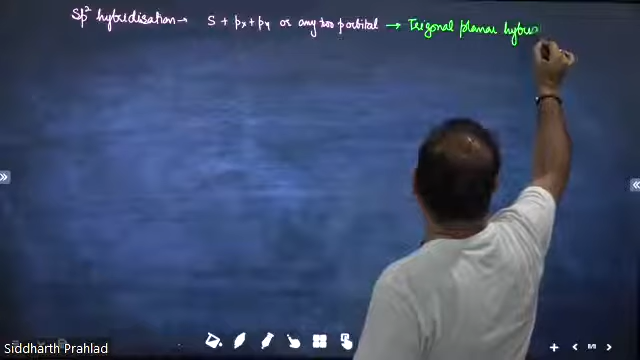 Sp² hybridisation → S + px + py or any two p orbital → Trigonal planar hybri
Siddharth Prahlad